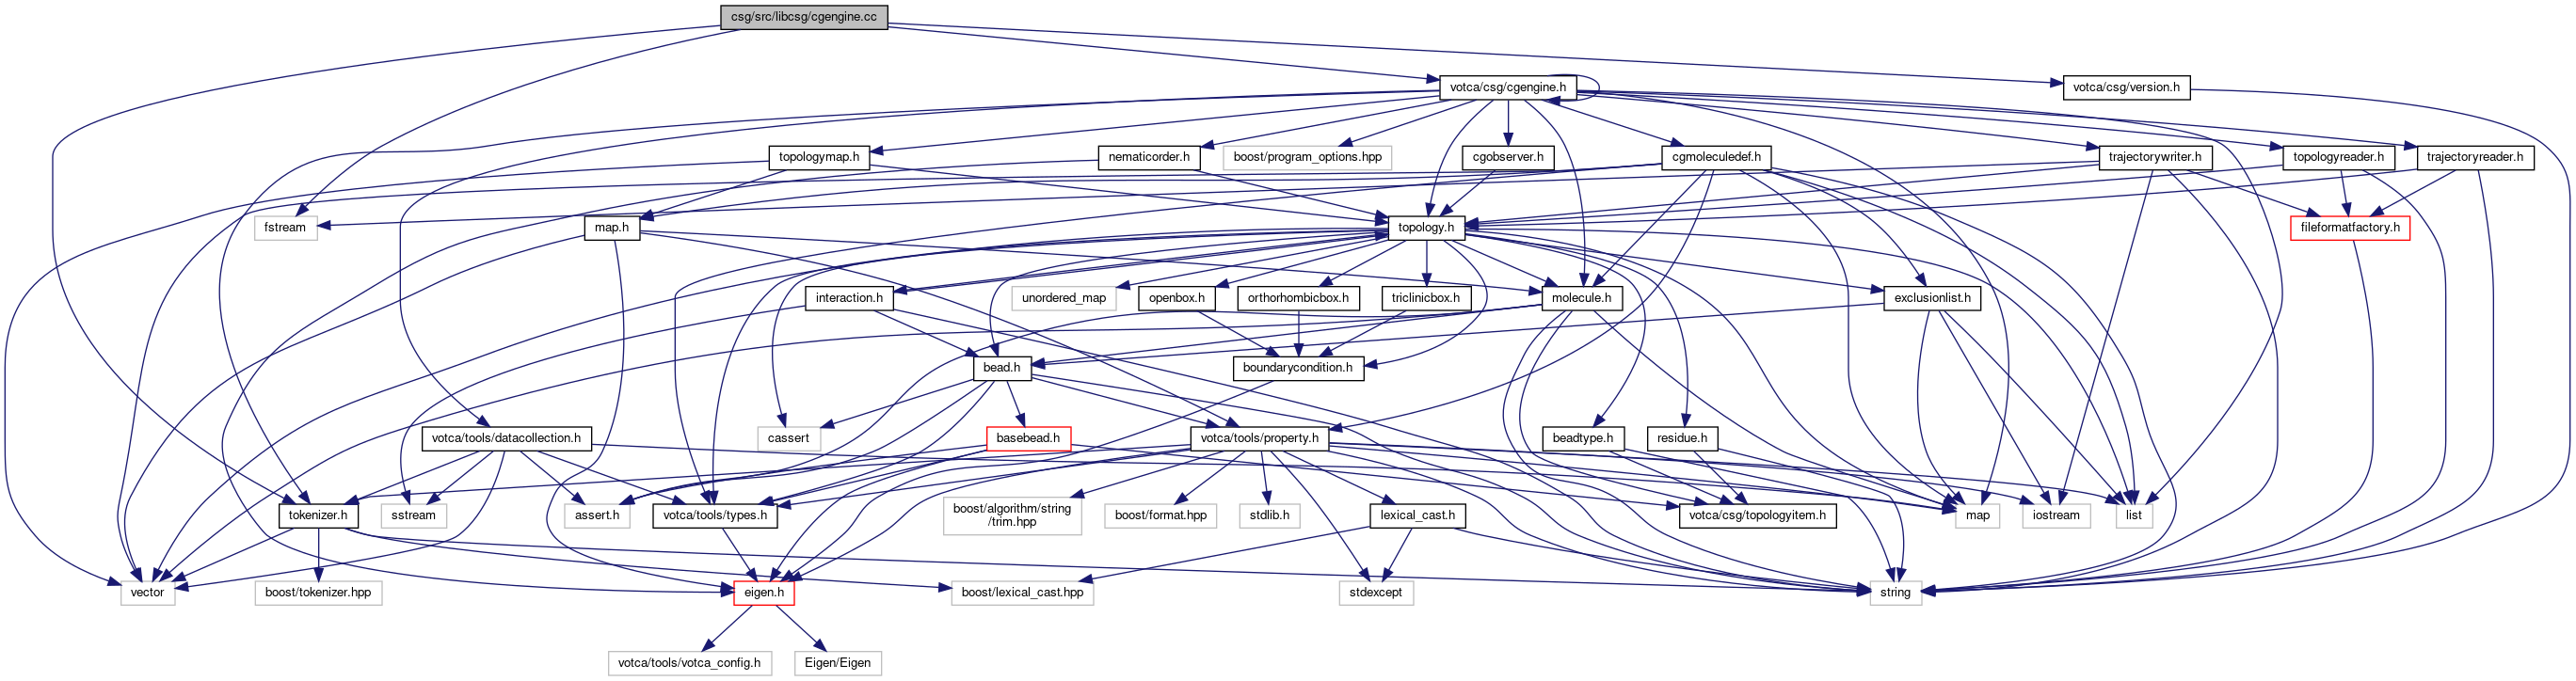 csg/src/libcsg/cgengine.cc
votca/csg/cgengine.h
votca/csg/version.h
topologymap.h
nematicorder.h
boost/program_options.hpp
cgobserver.h
cgmoleculedef.h
trajectorywriter.h
topologyreader.h
trajectoryreader.h
fstream
map.h
topology.h
fileformatfactory.h
interaction.h
unordered_map
openbox.h
orthorhombicbox.h
triclinicbox.h
molecule.h
exclusionlist.h
bead.h
boundarycondition.h
votca/tools/datacollection.h
cassert
basebead.h
votca/tools/property.h
beadtype.h
residue.h
tokenizer.h
sstream
assert.h
votca/tools/types.h
boost/algorithm/string
/trim.hpp
boost/format.hpp
stdlib.h
lexical_cast.h
votca/csg/topologyitem.h
map
iostream
list
vector
boost/tokenizer.hpp
eigen.h
boost/lexical_cast.hpp
stdexcept
string
votca/tools/votca_config.h
Eigen/Eigen